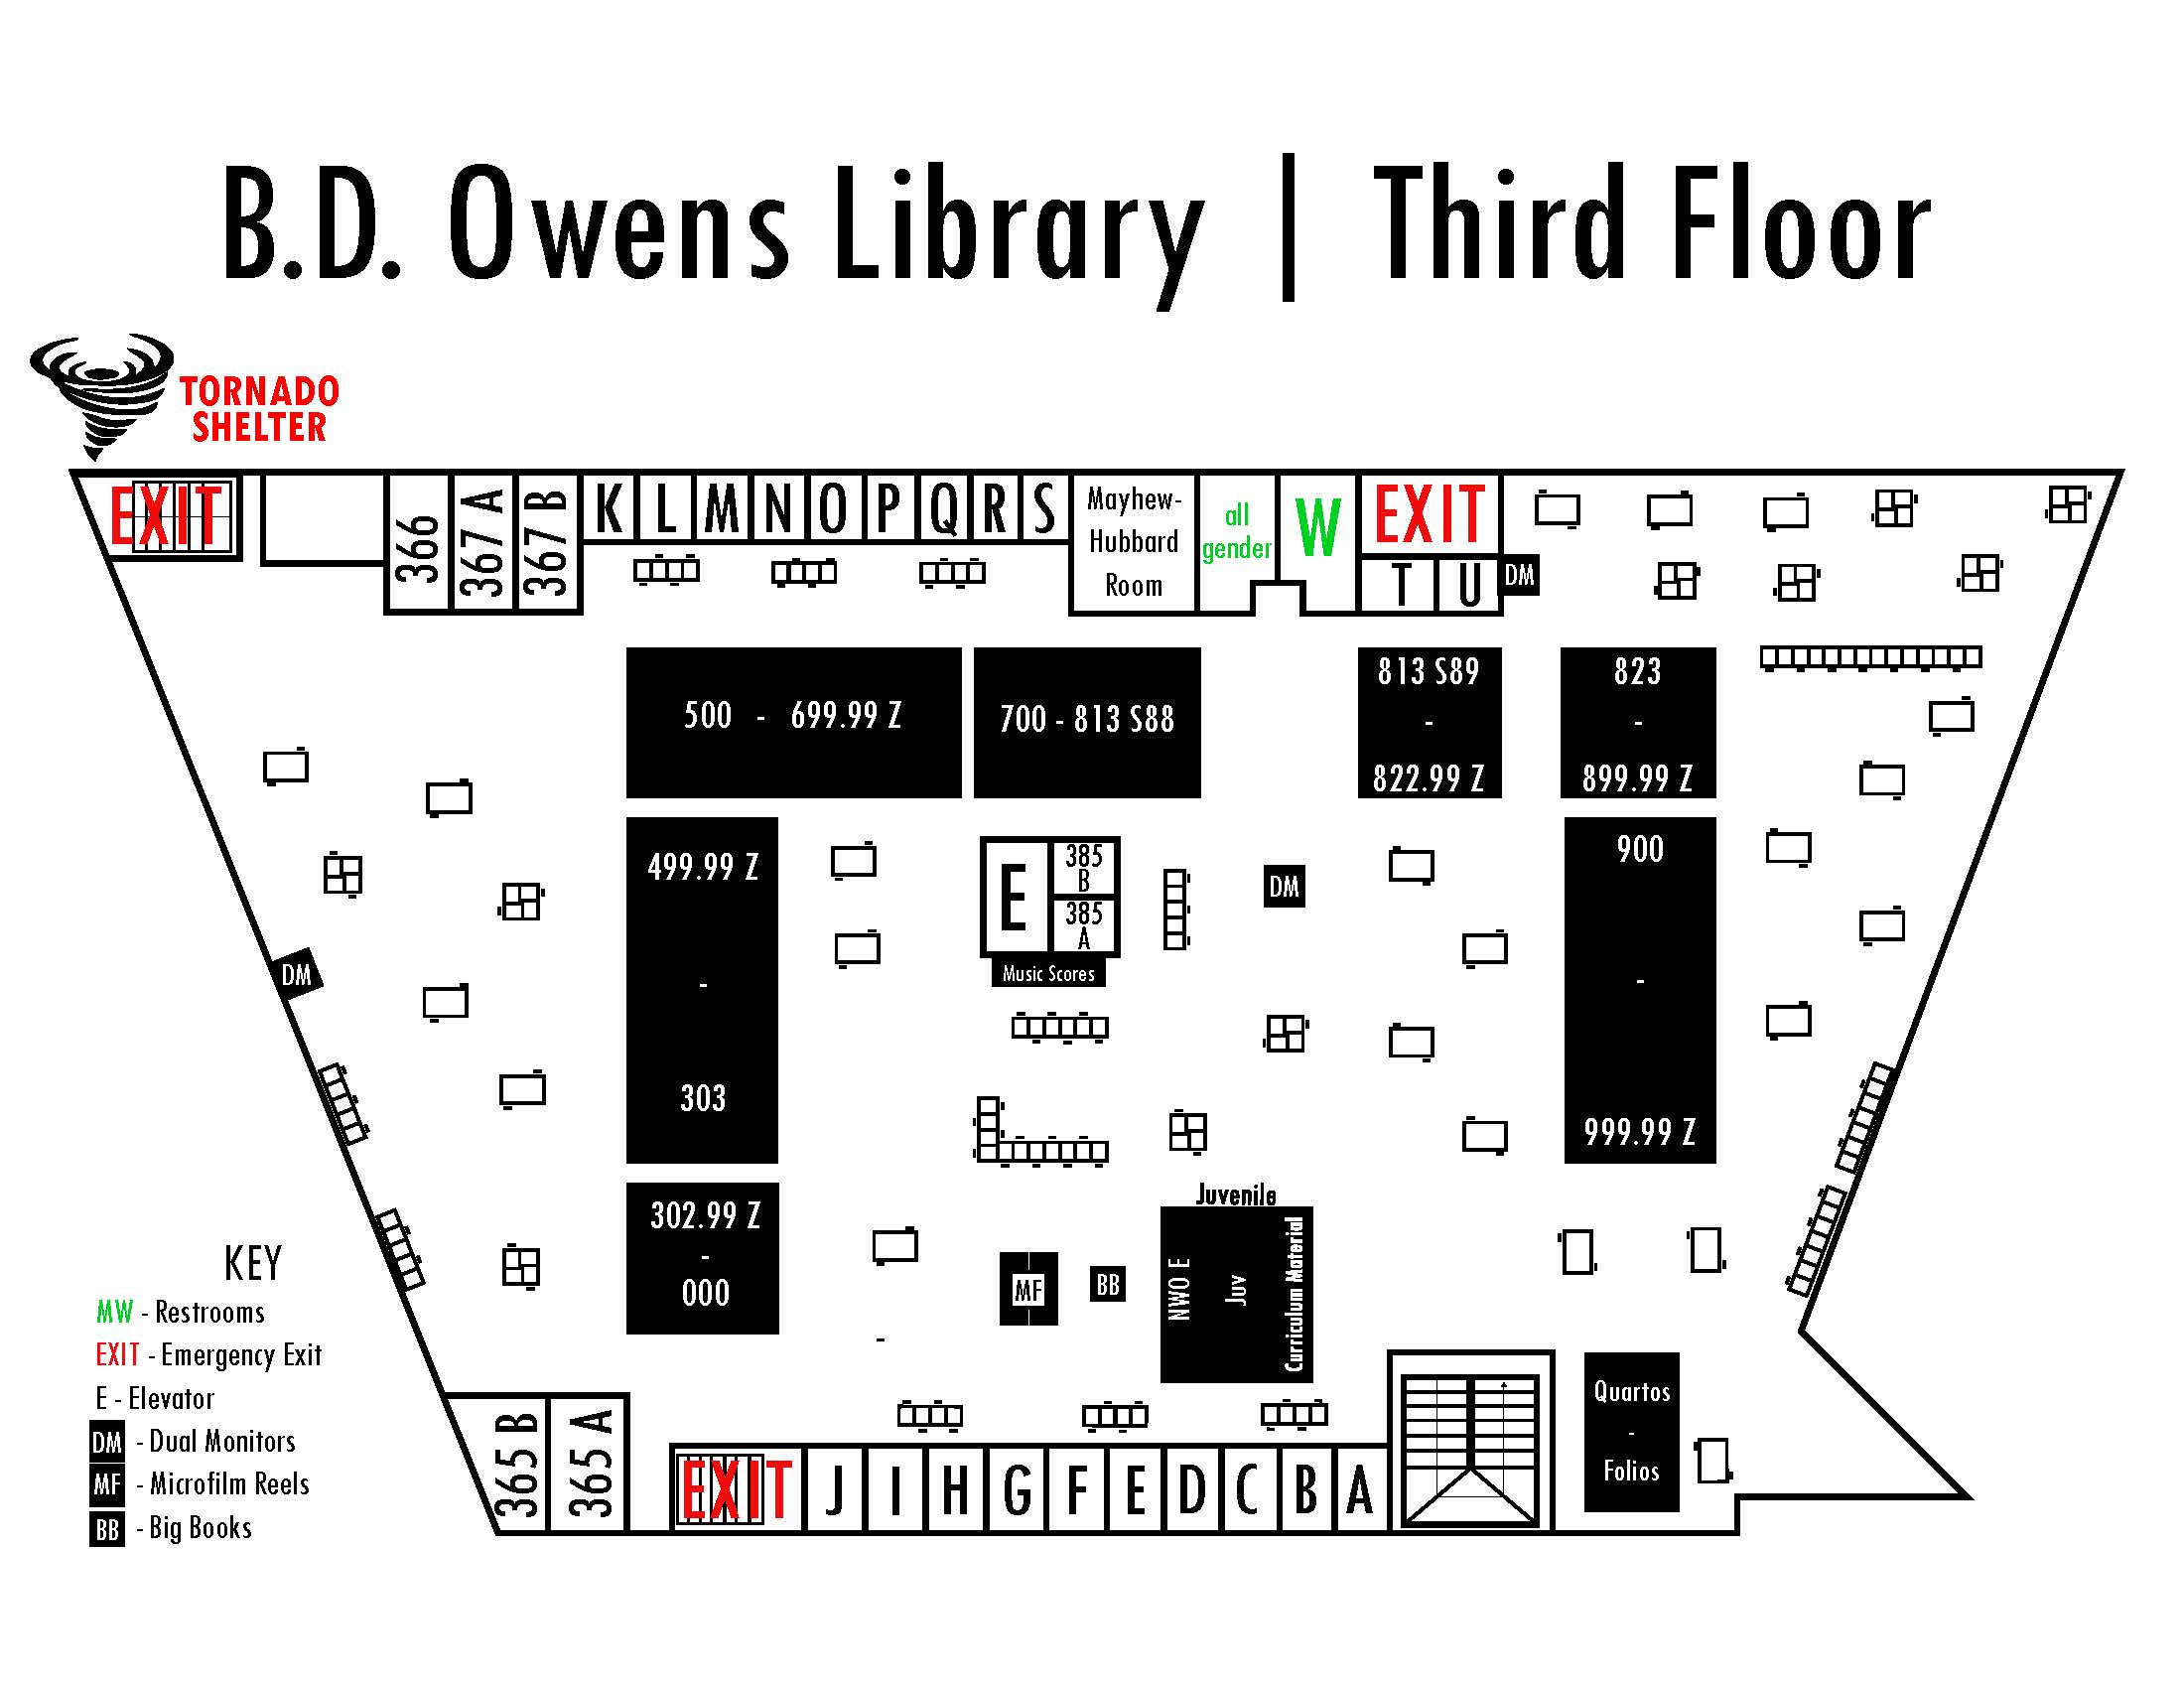 B.D. Owens Library | Third Floor
TORNADO
SHELTER
EXIT
366
367 A
367 B
K L M N O P Q R S
Mayhew-
Hubbard
Room
all
gender
W
EXIT
T U
DM
500 - 699.99 Z
700 - 813 S88
813 S89
-
822.99 Z
823
-
899.99 Z
499.99 Z
-
303
E
385
B
385
A
Music Scores
DM
900
-
999.99 Z
DM
302.99 Z
-
000
-
MF
BB
Juvenile
NWO E
Juv
Curriculum Material
Quartos
-
Folios
365 B
365 A
EXIT
J I H G F E D C B A
KEY
MW - Restrooms
EXIT - Emergency Exit
E - Elevator
DM - Dual Monitors
MF - Microfilm Reels
BB - Big Books